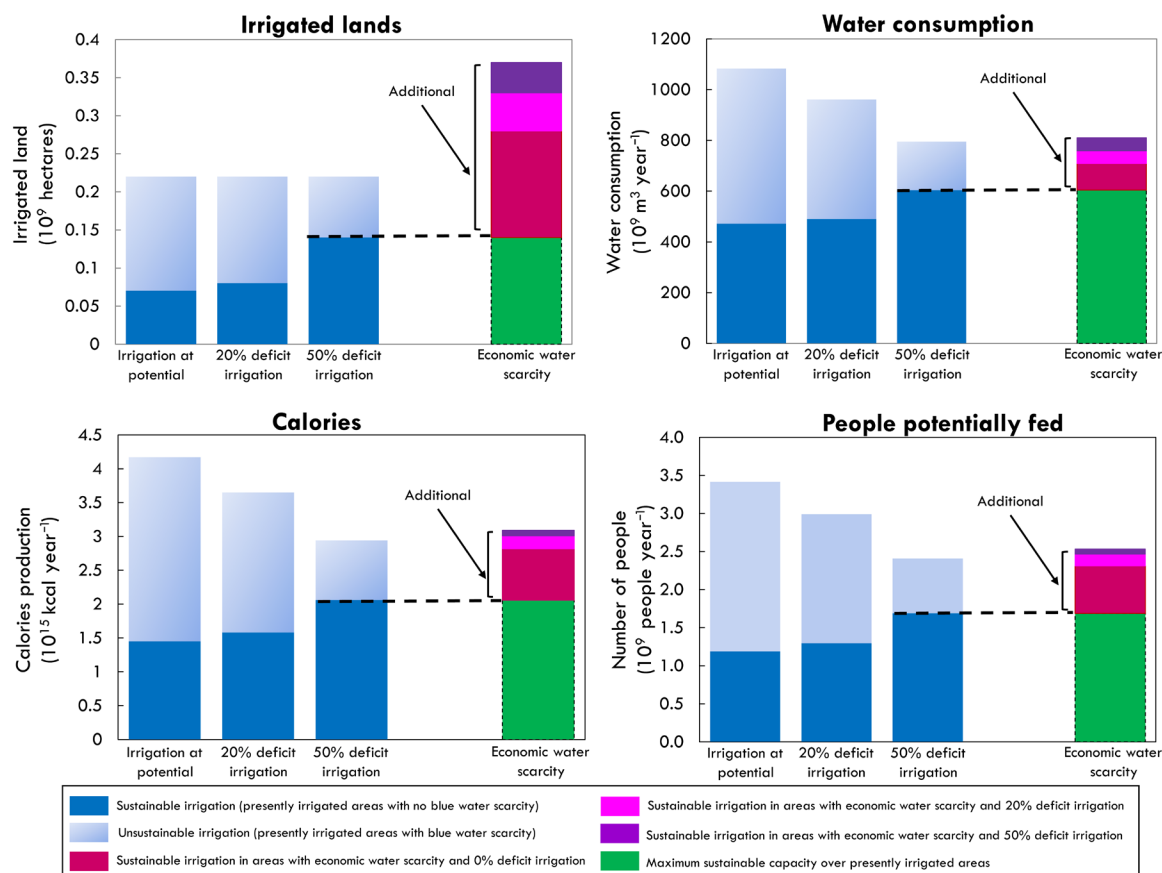 Irrigated lands
0.4
0.35
0.3
0.25
0.2
0.15
0.1
0.05
0
Irrigated land
(10⁹ hectares)
Additional
Irrigation at
potential
20% deficit
irrigation
50% deficit
irrigation
Economic water
scarcity
Water consumption
1200
1000
800
600
400
200
0
Water consumption
(10⁹ m³ year⁻¹)
Additional
Irrigation at
potential
20% deficit
irrigation
50% deficit
irrigation
Economic water
scarcity
Calories
4.5
4
3.5
3
2.5
2
1.5
1
0.5
0
Calories production
(10¹⁵ kcal year⁻¹)
Additional
Irrigation at
potential
20% deficit
irrigation
50% deficit
irrigation
Economic water
scarcity
People potentially fed
4.0
3.5
3.0
2.5
2.0
1.5
1.0
0.5
0.0
Number of people
(10⁹ people year⁻¹)
Additional
Irrigation at
potential
20% deficit
irrigation
50% deficit
irrigation
Economic water
scarcity
Sustainable irrigation (presently irrigated areas with no blue water scarcity)
Unsustainable irrigation (presently irrigated areas with blue water scarcity)
Sustainable irrigation in areas with economic water scarcity and 0% deficit irrigation
Sustainable irrigation in areas with economic water scarcity and 20% deficit irrigation
Sustainable irrigation in areas with economic water scarcity and 50% deficit irrigation
Maximum sustainable capacity over presently irrigated areas